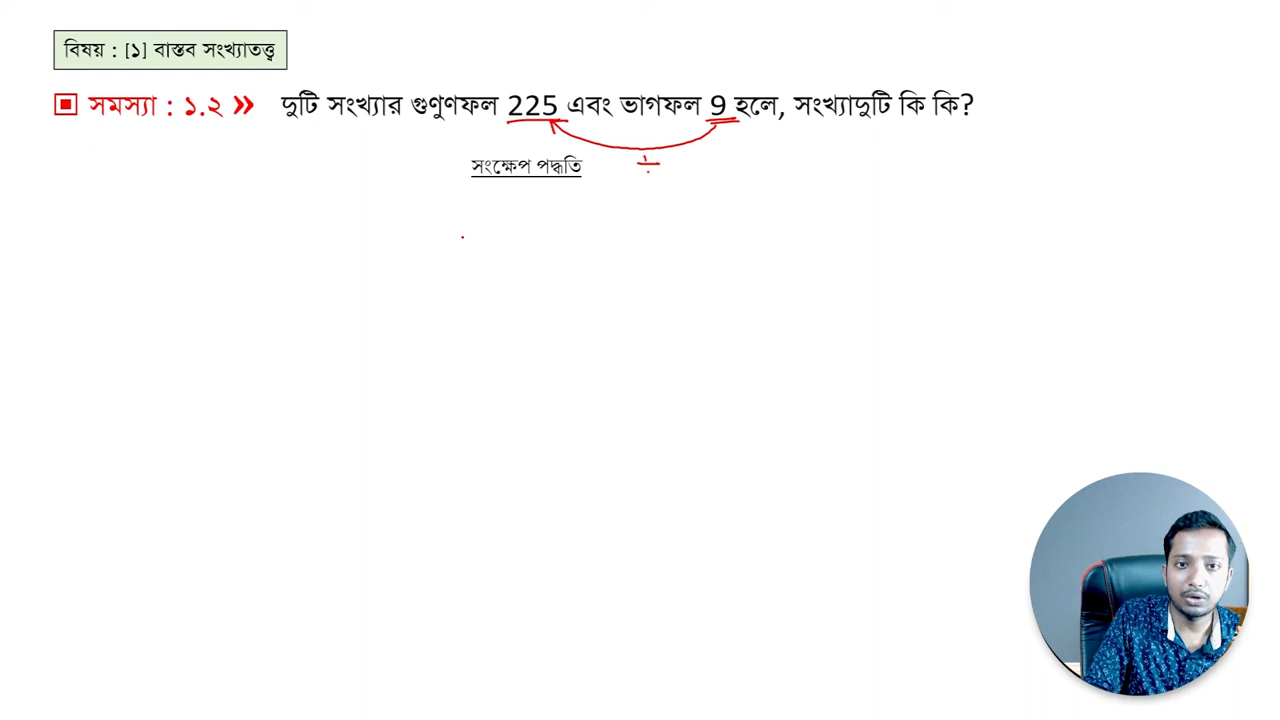 বিষয় : [১] বাস্তব সংখ্যাতত্ত্ব
সমস্যা : ১.২ » দুটি সংখ্যার গুণুণফল 225 এবং ভাগফল 9 হলে, সংখ্যাদুটি কি কি?
সংক্ষেপ পদ্ধতি
÷